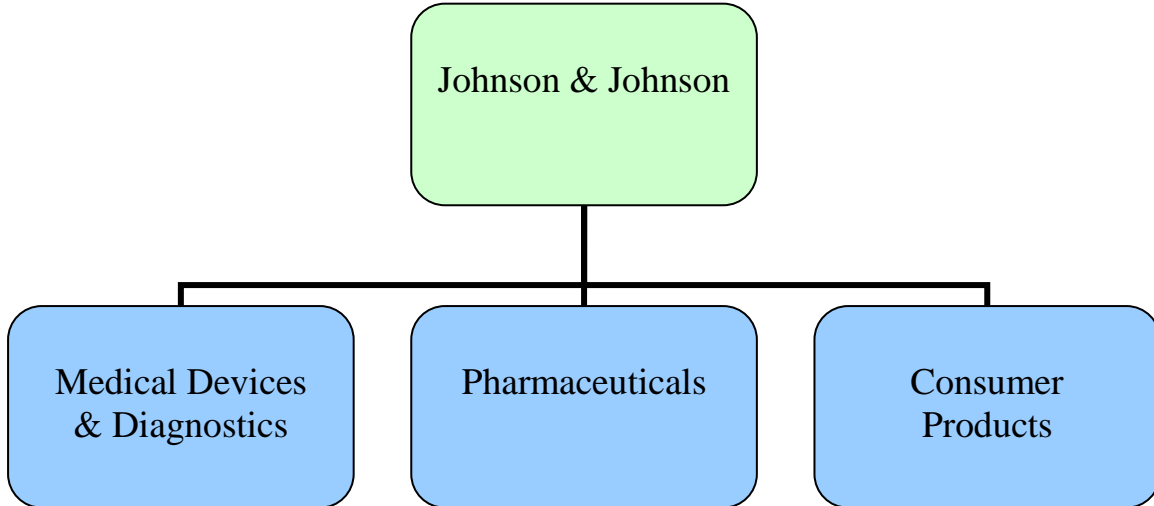 Johnson & Johnson
Medical Devices
& Diagnostics
Pharmaceuticals
Consumer
Products